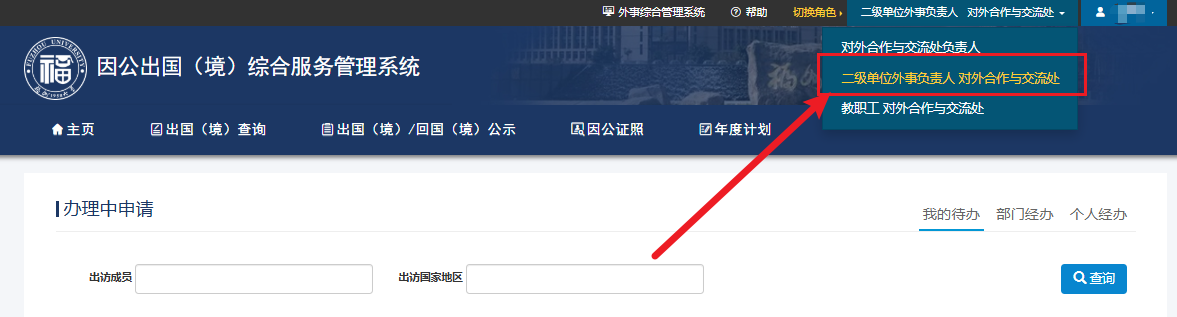 外事综合管理系统 帮助 切换角色 二级单位外事负责人 对外合作与交流处
对外合作与交流处负责人
二级单位外事负责人 对外合作与交流处
教职工 对外合作与交流处
FUZHOU UNIVERSITY
福
因公出国（境）综合服务管理系统
主页 出国（境）查询 出国（境）/回国（境）公示 因公证照 年度计划
办理中申请
我的待办 部门经办 个人经办
出访成员 出访国家地区 查询